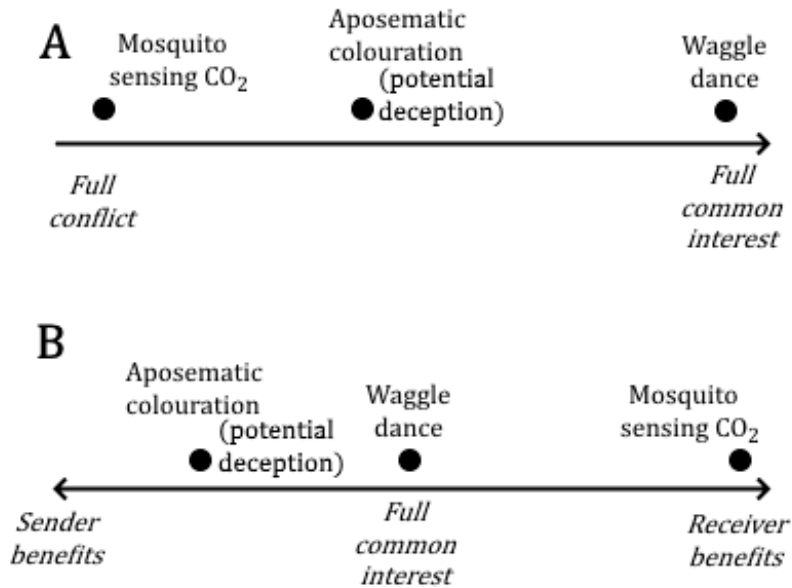 A
Mosquito
sensing CO₂
Aposematic
colouration
(potential
deception)
Waggle
dance
Full
conflict
Full
common
interest
B
Aposematic
colouration
(potential
deception)
Waggle
dance
Mosquito
sensing CO₂
Sender
benefits
Full
common
interest
Receiver
benefits